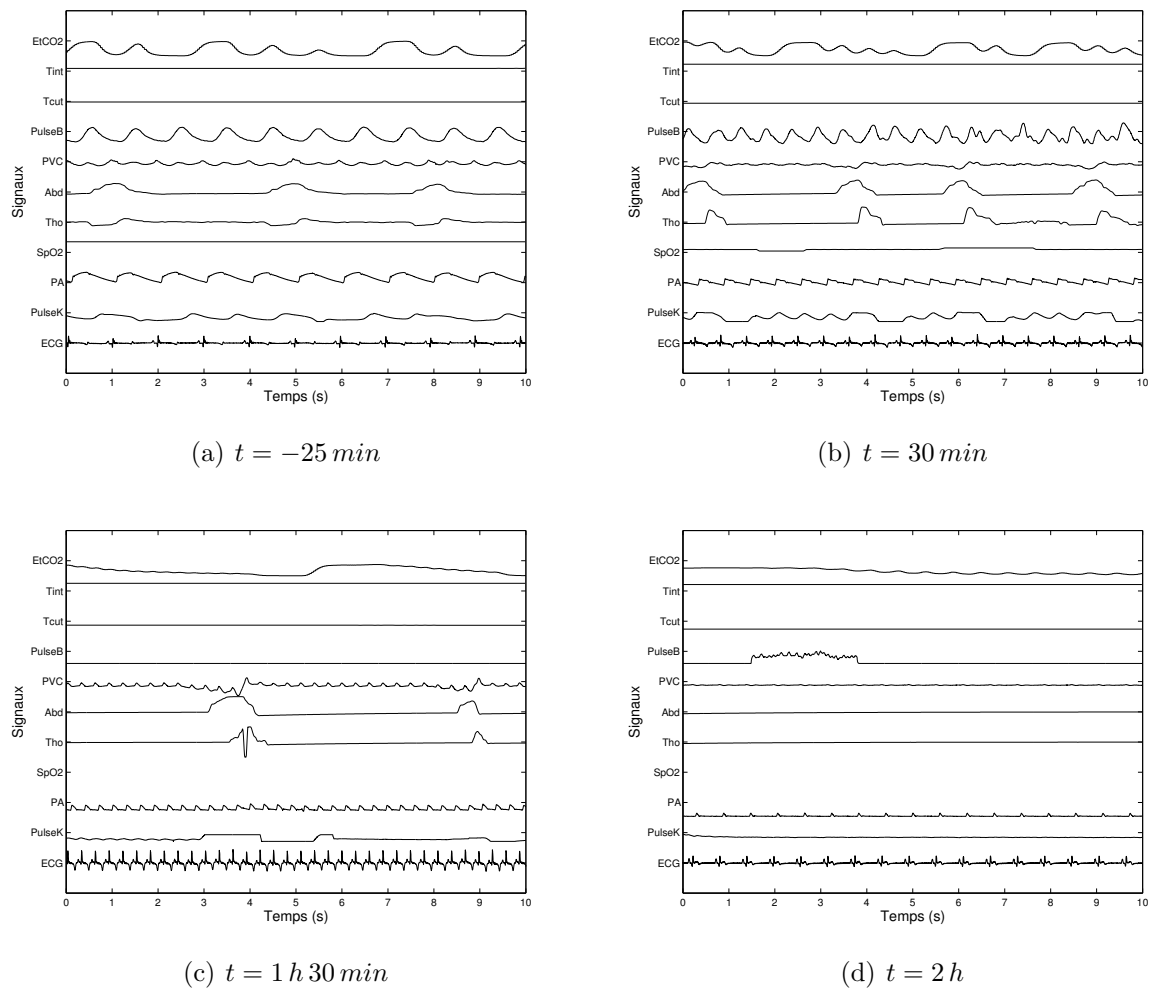 EtCO2
Tint
Tcut
PulseB
PVC
Abd
Tho
SpO2
PA
PulseK
ECG
Signaux
0 1 2 3 4 5 6 7 8 9 10
Temps (s)
(a) t = −25 min
EtCO2
Tint
Tcut
PulseB
PVC
Abd
Tho
SpO2
PA
PulseK
ECG
Signaux
0 1 2 3 4 5 6 7 8 9 10
Temps (s)
(b) t = 30 min
EtCO2
Tint
Tcut
PulseB
PVC
Abd
Tho
SpO2
PA
PulseK
ECG
Signaux
0 1 2 3 4 5 6 7 8 9 10
Temps (s)
(c) t = 1 h 30 min
EtCO2
Tint
Tcut
PulseB
PVC
Abd
Tho
SpO2
PA
PulseK
ECG
Signaux
0 1 2 3 4 5 6 7 8 9 10
Temps (s)
(d) t = 2 h